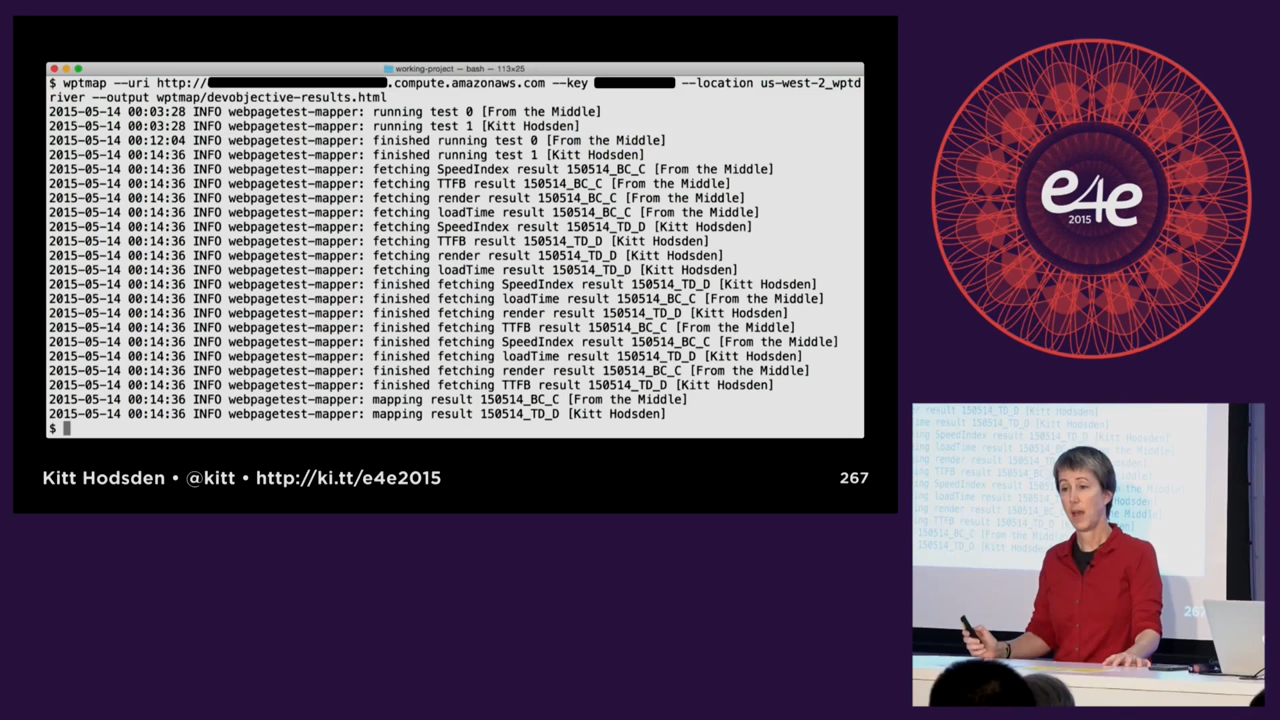 working-project — bash — 113×25
$ wptmap --uri http:// .compute.amazonaws.com --key --location us-west-2_wptd
river --output wptmap/devobjective-results.html
2015-05-14 00:03:28 INFO webpagetest-mapper: running test 0 [From the Middle]
2015-05-14 00:03:28 INFO webpagetest-mapper: running test 1 [Kitt Hodsden]
2015-05-14 00:12:04 INFO webpagetest-mapper: finished running test 0 [From the Middle]
2015-05-14 00:14:36 INFO webpagetest-mapper: finished running test 1 [Kitt Hodsden]
2015-05-14 00:14:36 INFO webpagetest-mapper: fetching SpeedIndex result 150514_BC_C [From the Middle]
2015-05-14 00:14:36 INFO webpagetest-mapper: fetching TTFB result 150514_BC_C [From the Middle]
2015-05-14 00:14:36 INFO webpagetest-mapper: fetching render result 150514_BC_C [From the Middle]
2015-05-14 00:14:36 INFO webpagetest-mapper: fetching loadTime result 150514_BC_C [From the Middle]
2015-05-14 00:14:36 INFO webpagetest-mapper: fetching SpeedIndex result 150514_TD_D [Kitt Hodsden]
2015-05-14 00:14:36 INFO webpagetest-mapper: fetching TTFB result 150514_TD_D [Kitt Hodsden]
2015-05-14 00:14:36 INFO webpagetest-mapper: fetching render result 150514_TD_D [Kitt Hodsden]
2015-05-14 00:14:36 INFO webpagetest-mapper: fetching loadTime result 150514_TD_D [Kitt Hodsden]
2015-05-14 00:14:36 INFO webpagetest-mapper: finished fetching SpeedIndex result 150514_TD_D [Kitt Hodsden]
2015-05-14 00:14:36 INFO webpagetest-mapper: finished fetching loadTime result 150514_BC_C [From the Middle]
2015-05-14 00:14:36 INFO webpagetest-mapper: finished fetching render result 150514_TD_D [Kitt Hodsden]
2015-05-14 00:14:36 INFO webpagetest-mapper: finished fetching TTFB result 150514_BC_C [From the Middle]
2015-05-14 00:14:36 INFO webpagetest-mapper: finished fetching SpeedIndex result 150514_BC_C [From the Middle]
2015-05-14 00:14:36 INFO webpagetest-mapper: finished fetching loadTime result 150514_TD_D [Kitt Hodsden]
2015-05-14 00:14:36 INFO webpagetest-mapper: finished fetching render result 150514_BC_C [From the Middle]
2015-05-14 00:14:36 INFO webpagetest-mapper: finished fetching TTFB result 150514_TD_D [Kitt Hodsden]
2015-05-14 00:14:36 INFO webpagetest-mapper: mapping result 150514_BC_C [From the Middle]
2015-05-14 00:14:36 INFO webpagetest-mapper: mapping result 150514_TD_D [Kitt Hodsden]
$
Kitt Hodsden • @kitt • http://ki.tt/e4e2015
267
e4e
2015
r result 150514_TD_D [Kitt Hodsden]
ime result 150514_TD_D [Kitt Hodsden]
267